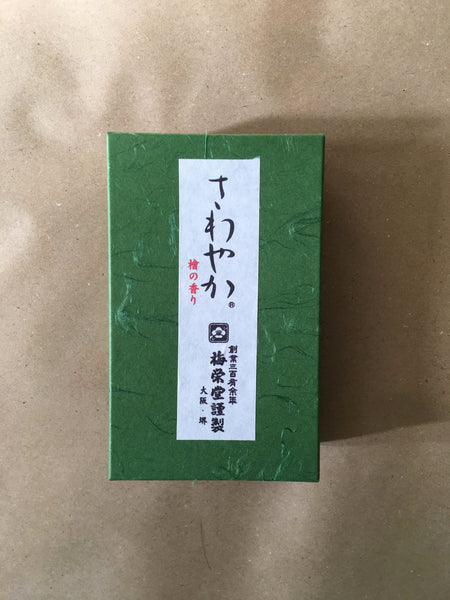 さわやか®
檜の香り
創業三百有余年
梅栄堂謹製
大阪・堺